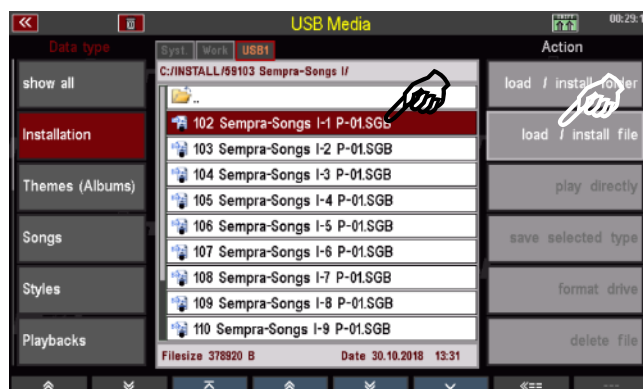 USB Media
00:29:1
Data type
Syst. Work USB1
Action
C:/INSTALL/59103 Sempra-Songs I/
show all
..
load / install folder
102 Sempra-Songs I-1 P-01.SGB
Installation
103 Sempra-Songs I-2 P-01.SGB
load / install file
104 Sempra-Songs I-3 P-01.SGB
Themes (Albums)
105 Sempra-Songs I-4 P-01.SGB
play directly
106 Sempra-Songs I-5 P-01.SGB
Songs
107 Sempra-Songs I-6 P-01.SGB
save selected type
108 Sempra-Songs I-7 P-01.SGB
Styles
109 Sempra-Songs I-8 P-01.SGB
format drive
110 Sempra-Songs I-9 P-01.SGB
Playbacks
delete file
Filesize 378920 B Date 30.10.2018 13:31